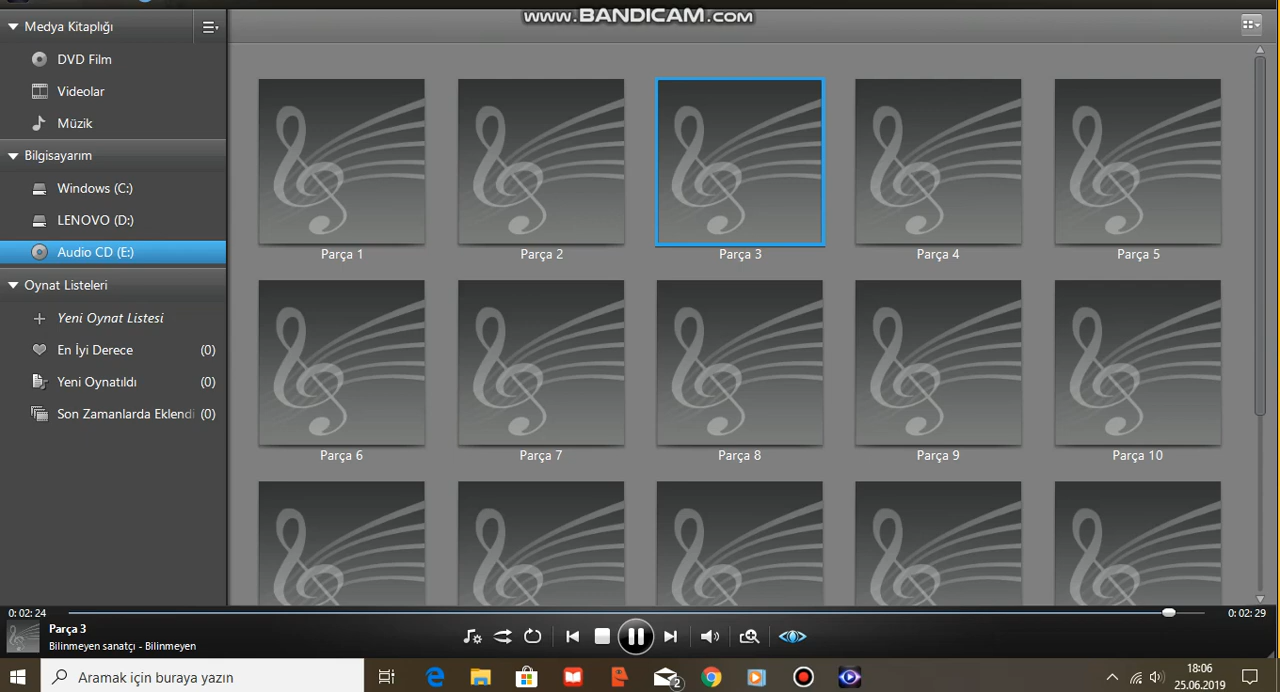 www.BANDICAM.com
Medya Kitaplığı
DVD Film
Videolar
Müzik
Bilgisayarım
Windows (C:)
LENOVO (D:)
Audio CD (E:)
Oynat Listeleri
Yeni Oynat Listesi
En İyi Derece (0)
Yeni Oynatıldı (0)
Son Zamanlarda Eklendi (0)
Parça 1
Parça 2
Parça 3
Parça 4
Parça 5
Parça 6
Parça 7
Parça 8
Parça 9
Parça 10
0:02:24
0:02:29
Parça 3
Bilinmeyen sanatçı - Bilinmeyen
Aramak için buraya yazın
2
18:06
25.06.2019